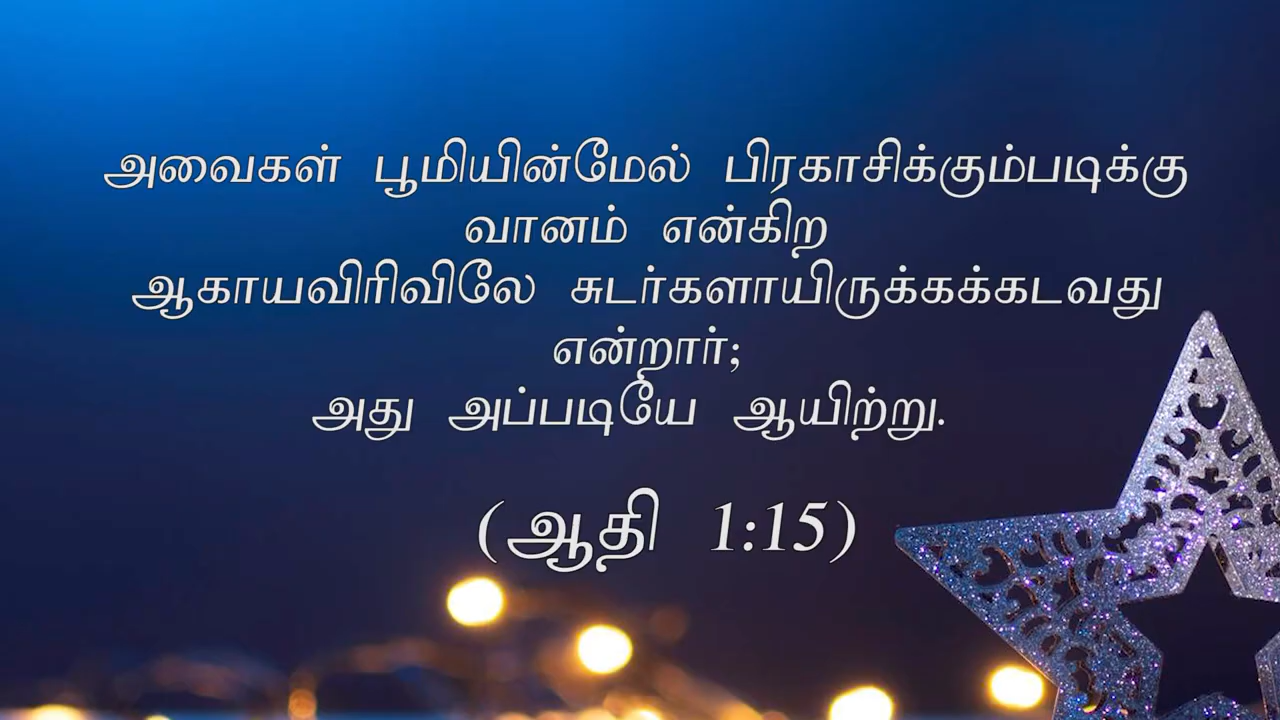 அவைகள் பூமியின்மேல் பிரகாசிக்கும்படிக்கு
வானம் என்கிற
ஆகாயவிரிவிலே சுடர்களாயிருக்கக்கடவது
என்றார்;
அது அப்படியே ஆயிற்று.
(ஆதி 1:15)